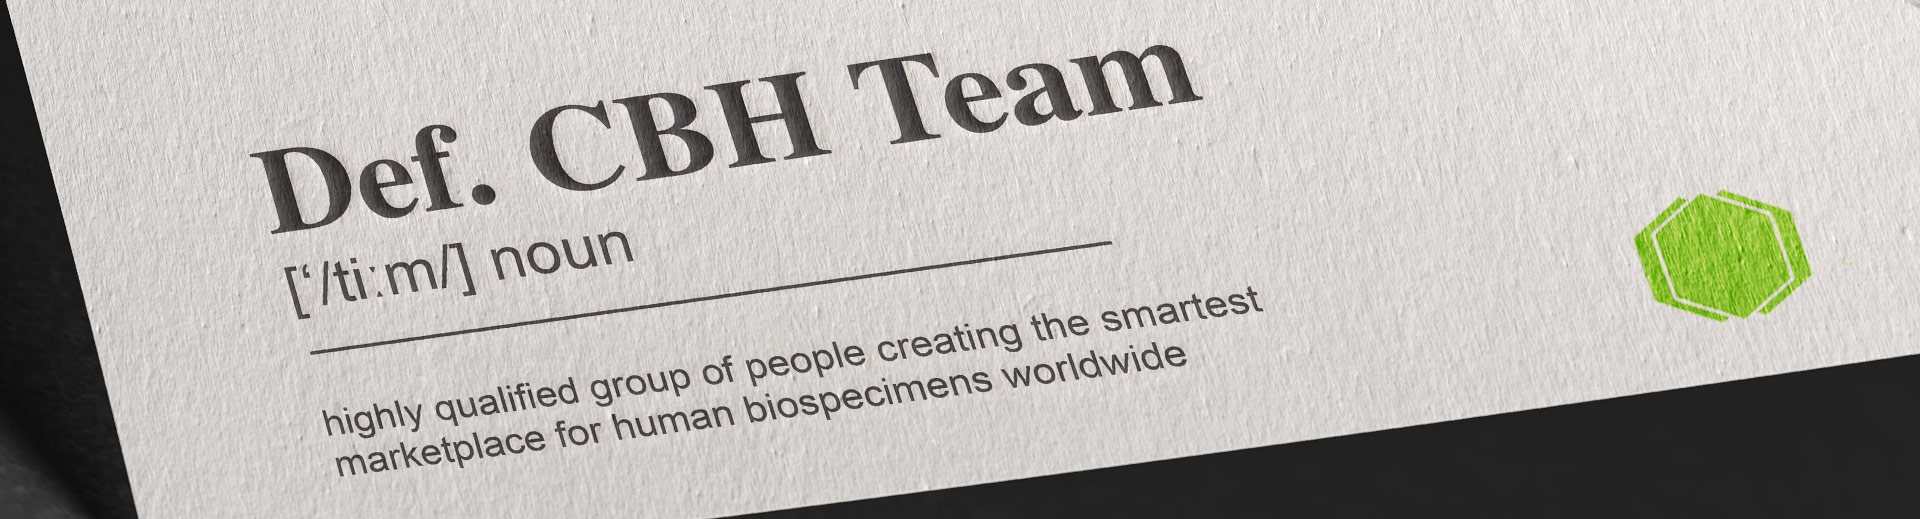 Def. CBH Team
[‘/tiːm/] noun
highly qualified group of people creating the smartest
marketplace for human biospecimens worldwide